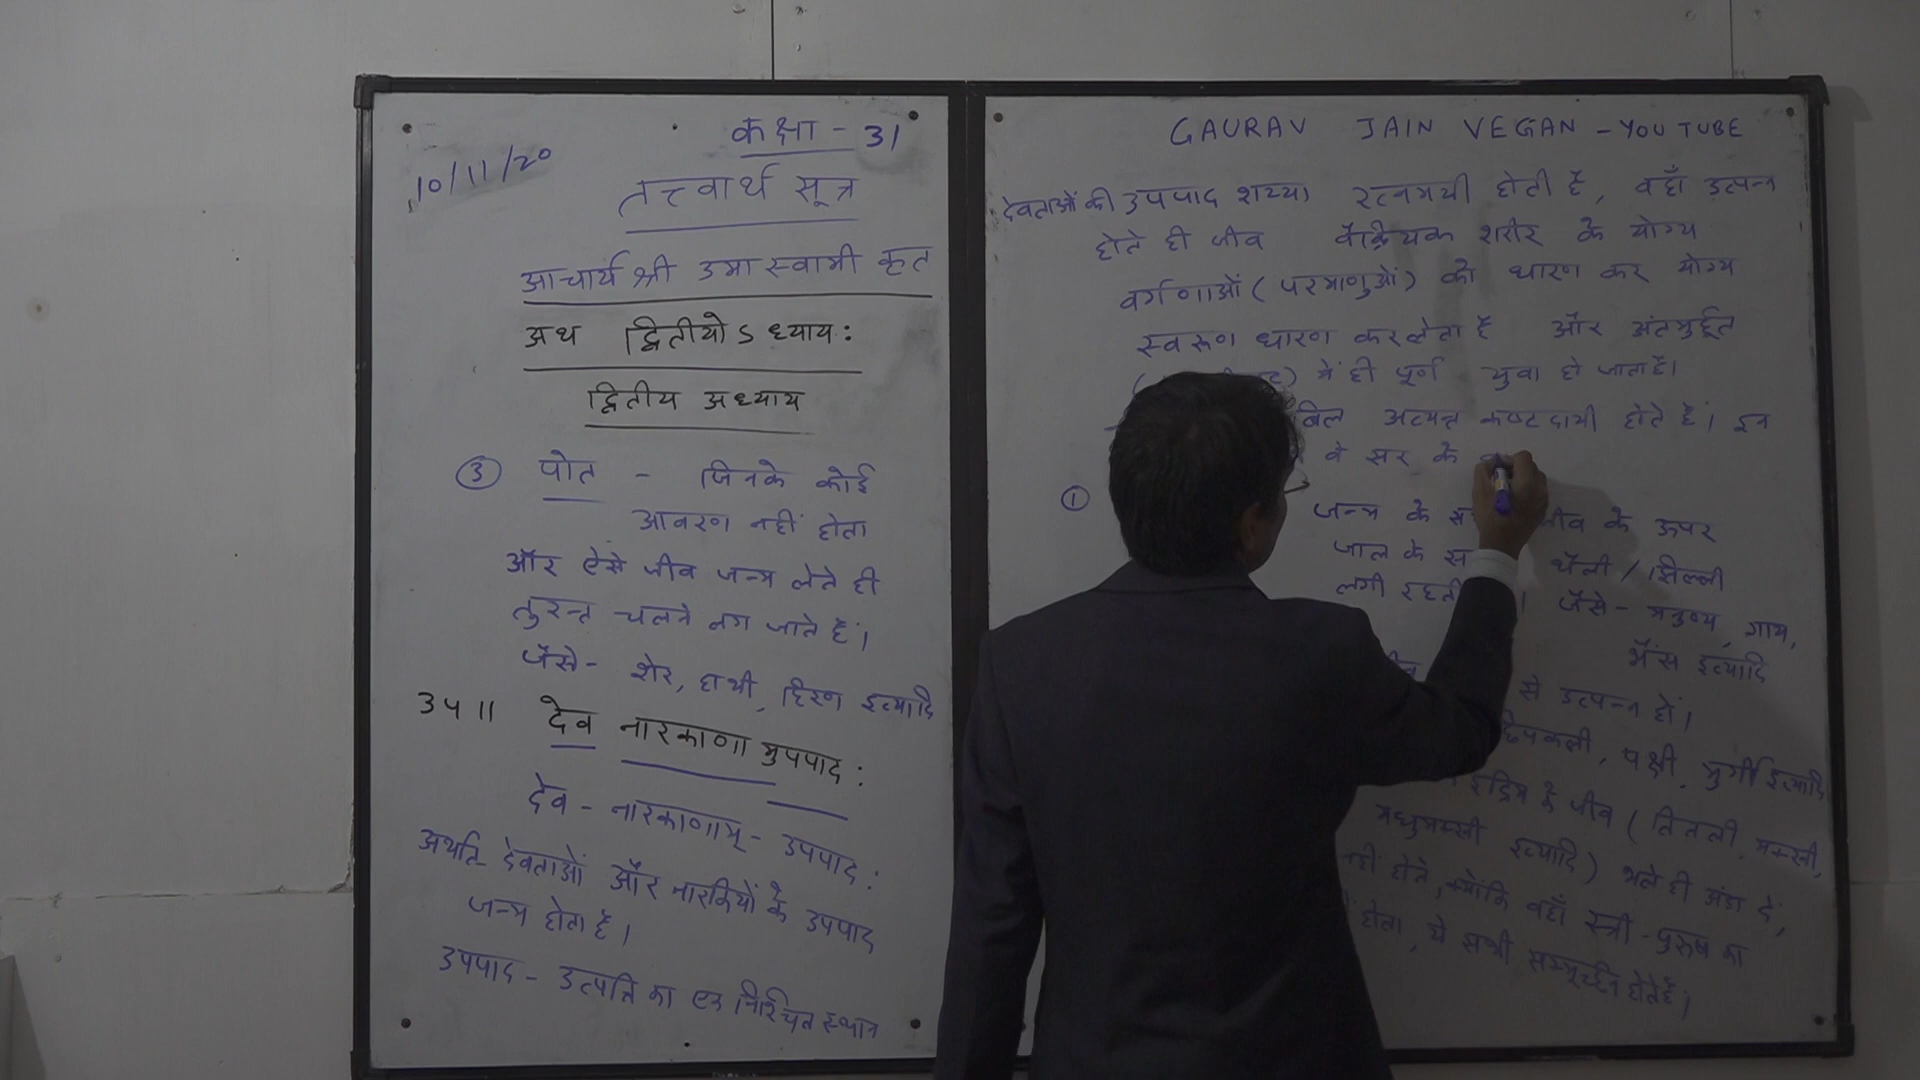 कक्षा - 31
10/11/20
तत्त्वार्थ सूत्र
आचार्य श्री उमास्वामी कृत
अथ द्वितीयोऽध्याय:
द्वितीय अध्याय
③ पोत - जिनके कोई
आवरण नहीं होता
और ऐसे जीव जन्म लेते ही
तुरन्त चलने लग जाते हैं।
जैसे- शेर, हाथी, हिरण इत्यादि
34॥ देव नारकाणामुपपाद:
देव - नारकाणाम् - उपपाद:
अर्थात- देवताओं और नारकियों के उपपाद
जन्म होता है।
उपपाद - उत्पत्ति का एक निश्चित स्थान
GAURAV JAIN VEGAN - YOUTUBE
देवताओं की उपपाद शय्या रत्नमयी होती है, वहाँ उत्पन्न
होते ही जीव वैक्रियक शरीर के योग्य
वर्गणाओं (परमाणुओं) को धारण कर योग्य
स्वरूप धारण कर लेता है और अंतमुर्हूत
में ही पूर्ण युवा हो जाता है।
बिल अत्यन्त कष्टदायी होते हैं। इन
वे सर के
① जन्म के जीव के ऊपर
जाल के थैली / झिल्ली
लगी रहती जैसे - मनुष्य, गाय,
भैंस इत्यादि
से उत्पन्न हों।
छिपकली, पक्षी, मुर्गी इत्यादि
इंद्रिय के जीव (तितली, मक्खी,
मधुमक्खी इत्यादि) भले ही अंडा दें,
नहीं होते, क्योंकि वहाँ स्त्री - पुरुष का
होता, ये सभी सम्मूर्च्छन होते हैं।